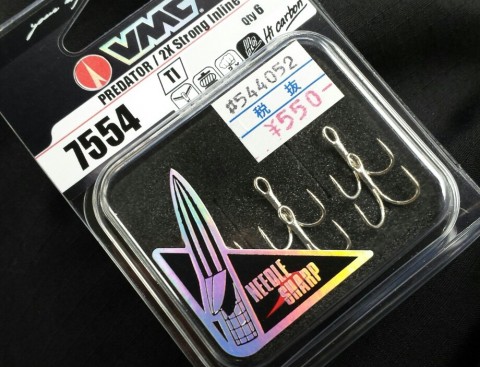 VMC
PREDATOR / 2X Strong Inline
7554
TI
Qty 6
Hi carbon
#544052
税 抜
¥550-
NEEDLE
SHARP